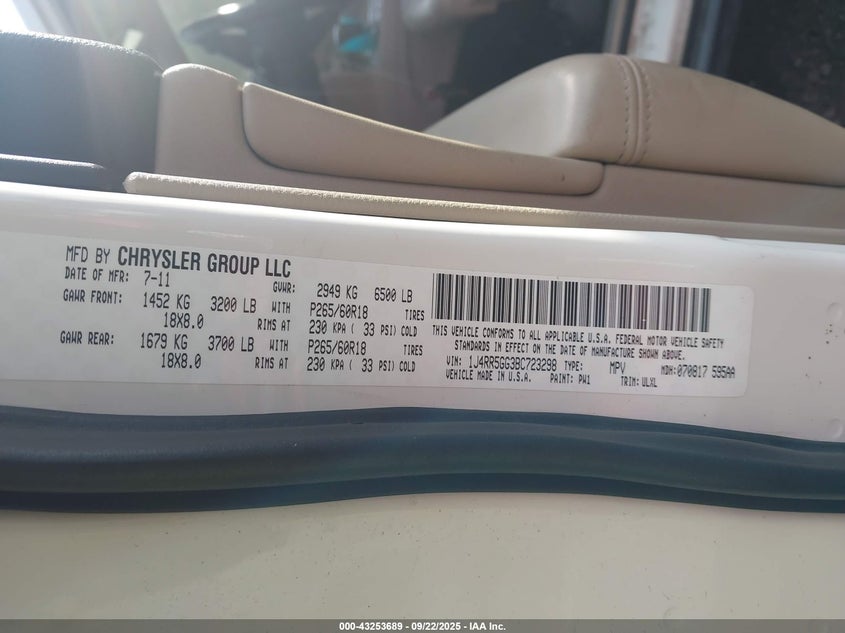 MFD BY CHRYSLER GROUP LLC
DATE OF MFR: 7-11 GVWR: 2949 KG 6500 LB
GAWR FRONT: 1452 KG 3200 LB WITH P265/60R18 TIRES
18X8.0 RIMS AT 230 KPA ( 33 PSI) COLD
GAWR REAR: 1679 KG 3700 LB WITH P265/60R18 TIRES
18X8.0 RIMS AT 230 KPA ( 33 PSI) COLD
THIS VEHICLE CONFORMS TO ALL APPLICABLE U.S.A. FEDERAL MOTOR VEHICLE SAFETY
STANDARDS IN EFFECT ON THE DATE OF MANUFACTURE SHOWN ABOVE.
VIN: 1J4RR5GG3BC723298 TYPE: MPV MDH: 070817 595AA
VEHICLE MADE IN U.S.A. PAINT: PW1 TRIM: ULXL
000-43253689 - 09/22/2025 - IAA Inc.